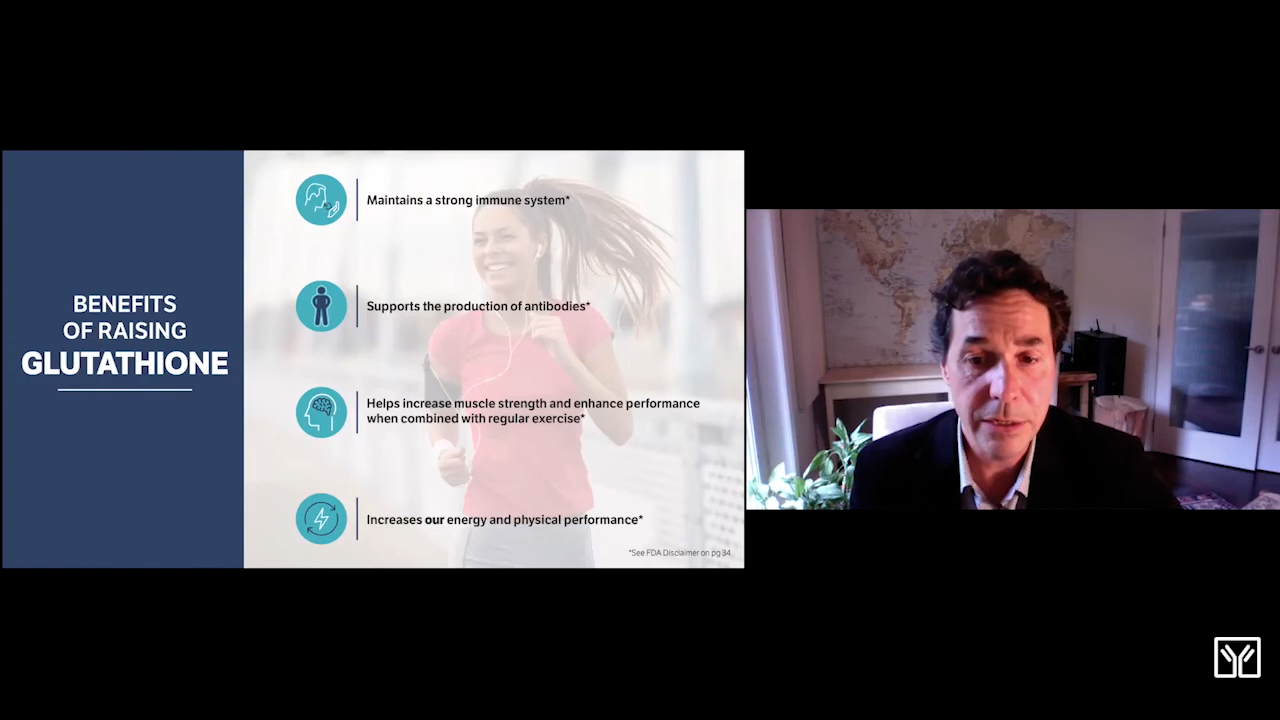 BENEFITS
OF RAISING
GLUTATHIONE
Maintains a strong immune system*
Supports the production of antibodies*
Helps increase muscle strength and enhance performance
when combined with regular exercise*
Increases our energy and physical performance*
*See FDA Disclaimer on pg 34